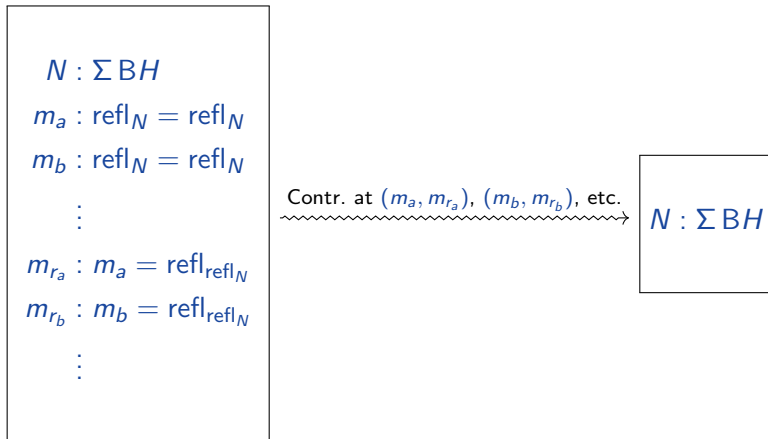 N : Σ BH
m_a : refl_N = refl_N
m_b : refl_N = refl_N
⋮
m_{r_a} : m_a = refl_{refl_N}
m_{r_b} : m_b = refl_{refl_N}
⋮
Contr. at (m_a, m_{r_a}), (m_b, m_{r_b}), etc.
N : Σ BH